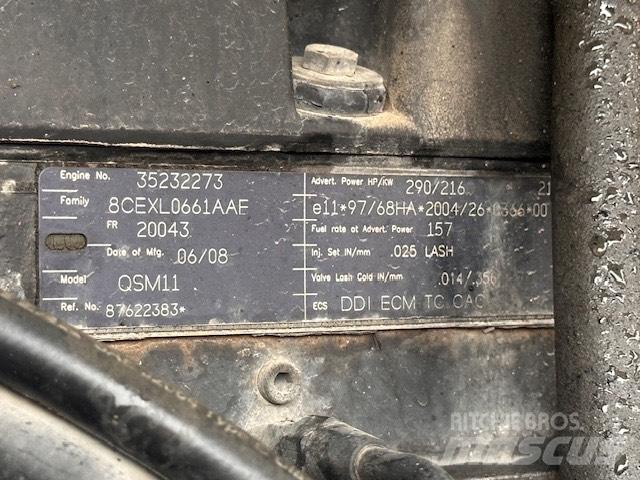 Engine No. 35232273
Family 8CEXL0661AAF
FR 20043
Date of Mfg. 06/08
Model QSM11
Ref. No. 87622383*
Advert. Power HP/KW 290/216 21
e11*97/68HA*2004/26*0366*00
Fuel rate at Advert. Power 157
Inj. Set IN/mm .025 LASH
Valve Lash Cold IN/mm .014/.356
ECS DDI ECM TC CAC
RITCHIE BROS.
mascus